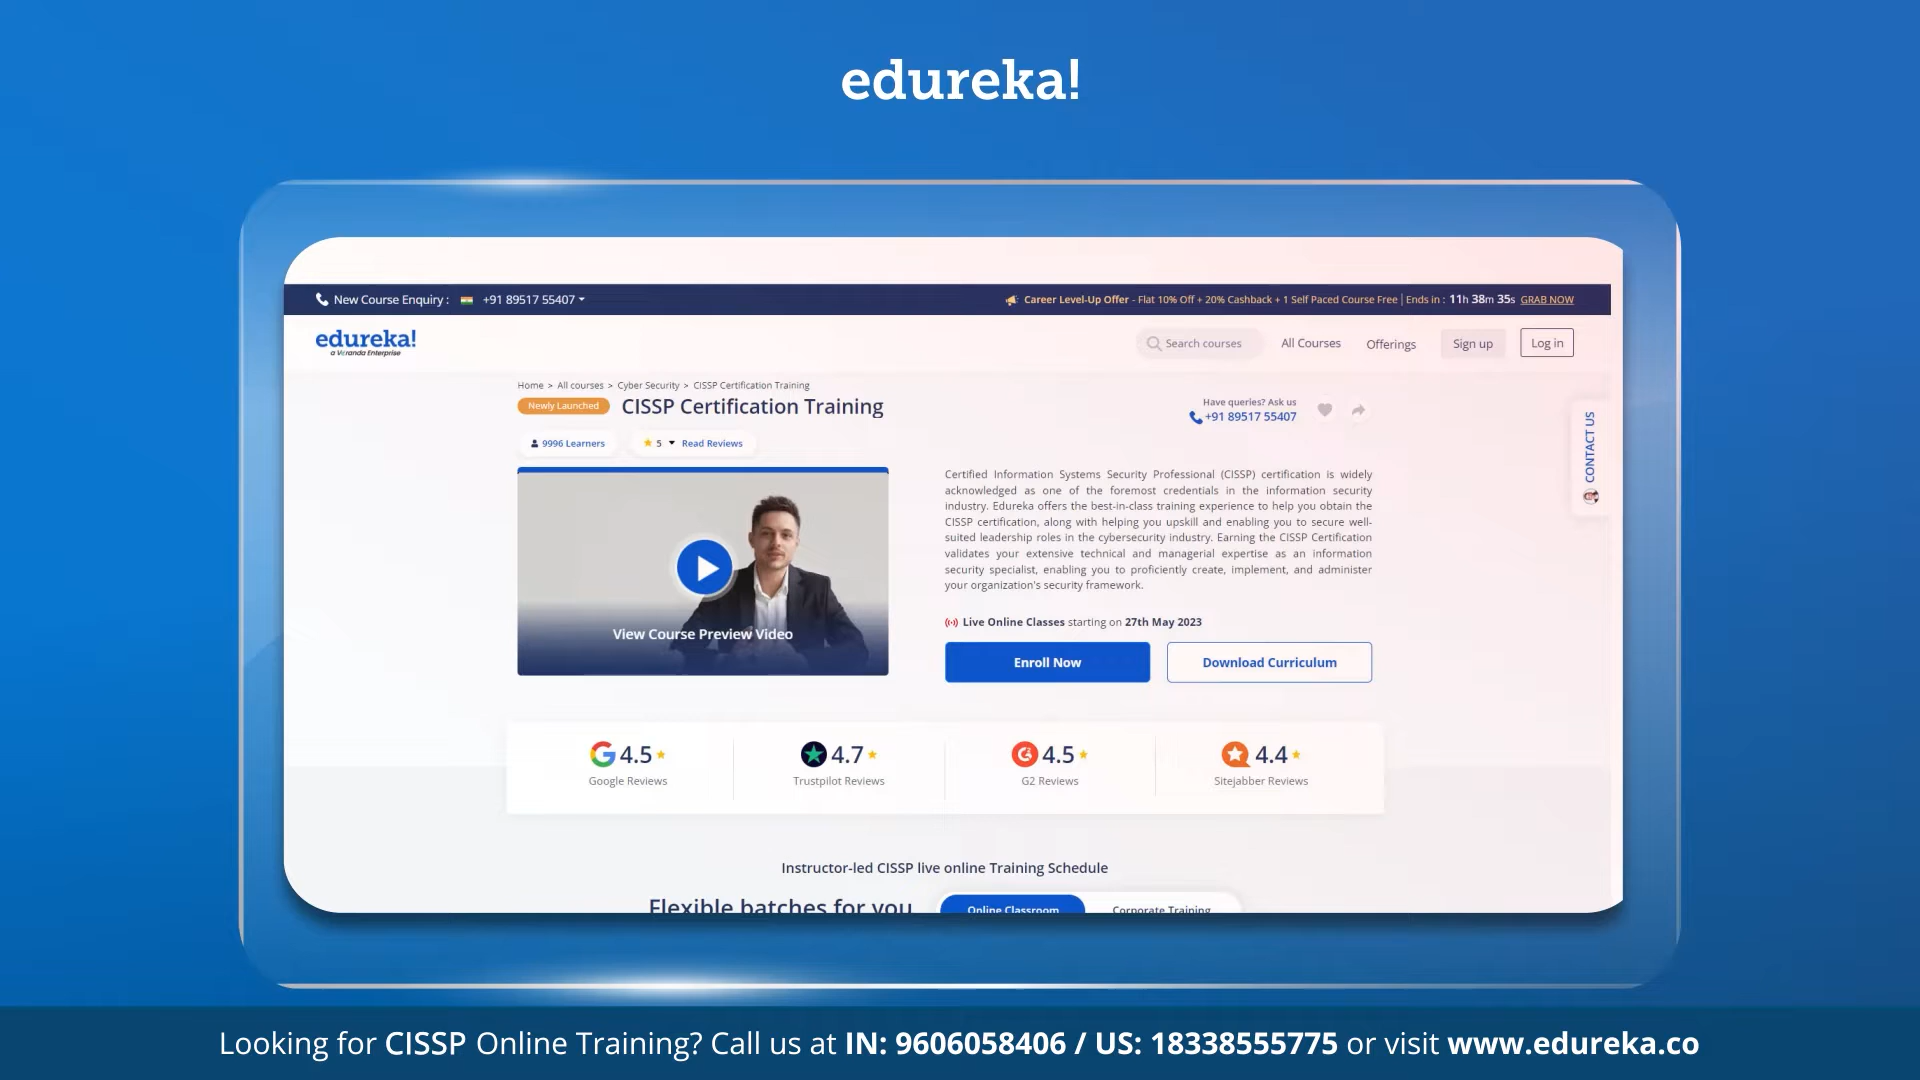 edureka!
New Course Enquiry : +91 89517 55407
Career Level-Up Offer - Flat 10% Off + 20% Cashback + 1 Self Paced Course Free | Ends in : 11h 38m 35s GRAB NOW
edureka!
a Veranda Enterprise
Search courses
All Courses
Offerings
Sign up
Log in
Home > All courses > Cyber Security > CISSP Certification Training
Newly Launched
CISSP Certification Training
Have queries? Ask us
+91 89517 55407
9996 Learners
5
Read Reviews
CONTACT US
View Course Preview Video
Certified Information Systems Security Professional (CISSP) certification is widely
acknowledged as one of the foremost credentials in the information security
industry. Edureka offers the best-in-class training experience to help you obtain the
CISSP certification, along with helping you upskill and enabling you to secure well-
suited leadership roles in the cybersecurity industry. Earning the CISSP Certification
validates your extensive technical and managerial expertise as an information
security specialist, enabling you to proficiently create, implement, and administer
your organization's security framework.
Live Online Classes starting on 27th May 2023
Enroll Now
Download Curriculum
4.5
Google Reviews
4.7
Trustpilot Reviews
4.5
G2 Reviews
4.4
Sitejabber Reviews
Instructor-led CISSP live online Training Schedule
Flexible batches for you
Online Classroom
Corporate Training
Looking for CISSP Online Training? Call us at IN: 9606058406 / US: 18338555775 or visit www.edureka.co